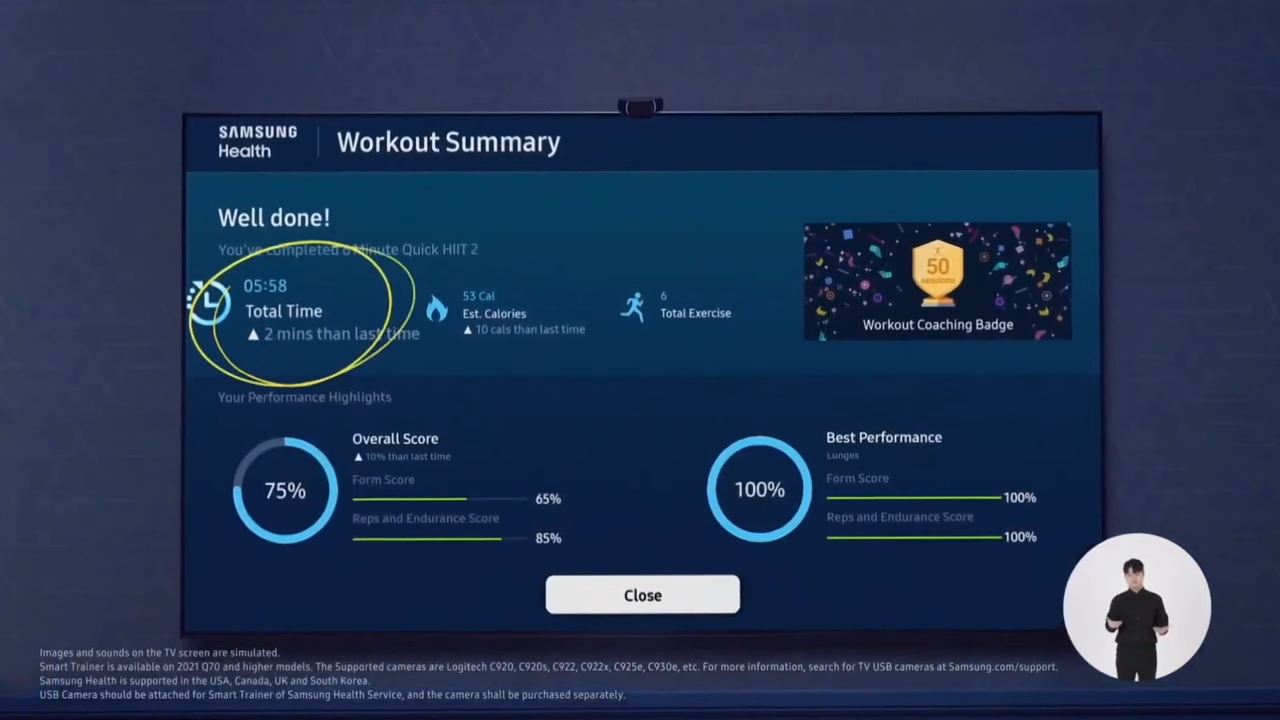 SAMSUNG
Health
Workout Summary
Well done!
You've completed 6 Minute Quick HIIT 2
05:58
Total Time
▲ 2 mins than last time
53 Cal
Est. Calories
▲ 10 cals than last time
6
Total Exercise
50
sessions
Workout Coaching Badge
Your Performance Highlights
75%
Overall Score
▲ 10% than last time
Form Score
65%
Reps and Endurance Score
85%
100%
Best Performance
Lunges
Form Score
100%
Reps and Endurance Score
100%
Close
Images and sounds on the TV screen are simulated.
Smart Trainer is available on 2021 Q70 and higher models. The Supported cameras are Logitech C920, C920s, C922, C922x, C925e, C930e, etc. For more information, search for TV USB cameras at Samsung.com/support.
Samsung Health is supported in the USA, Canada, UK and South Korea.
USB Camera should be attached for Smart Trainer of Samsung Health Service, and the camera shall be purchased separately.